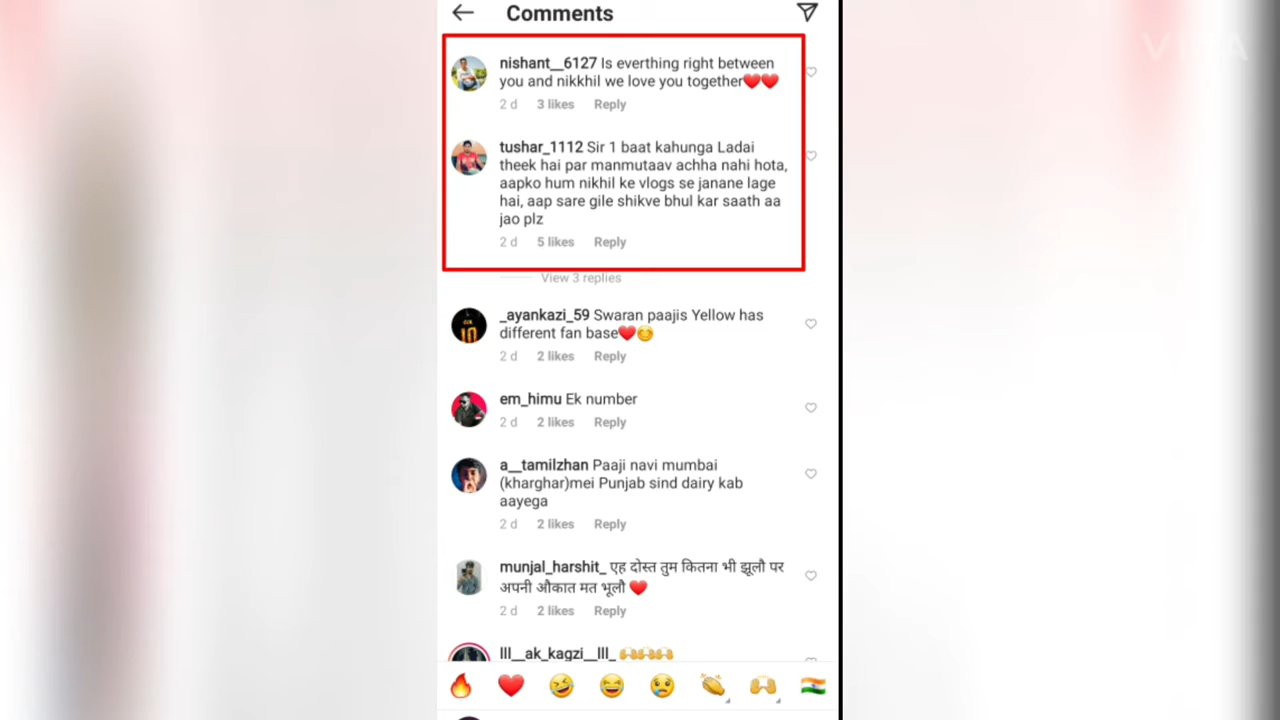 Comments
VITA
nishant__6127 Is everthing right between
you and nikkhil we love you together❤️❤️
2 d 3 likes Reply
tushar_1112 Sir 1 baat kahunga Ladai
theek hai par manmutaav achha nahi hota,
aapko hum nikhil ke vlogs se janane lage
hai, aap sare gile shikve bhul kar saath aa
jao plz
2 d 5 likes Reply
View 3 replies
_ayankazi_59 Swaran paajis Yellow has
different fan base❤️😊
2 d 2 likes Reply
em_himu Ek number
2 d 2 likes Reply
a__tamilzhan Paaji navi mumbai
(kharghar)mei Punjab sind dairy kab
aayega
2 d 2 likes Reply
munjal_harshit_ एह दोस्त तुम कितना भी झूलौ पर
अपनी औकात मत भूलौ ❤️
2 d 2 likes Reply
lll__ak_kagzi__lll_ 🙌🙌🙌